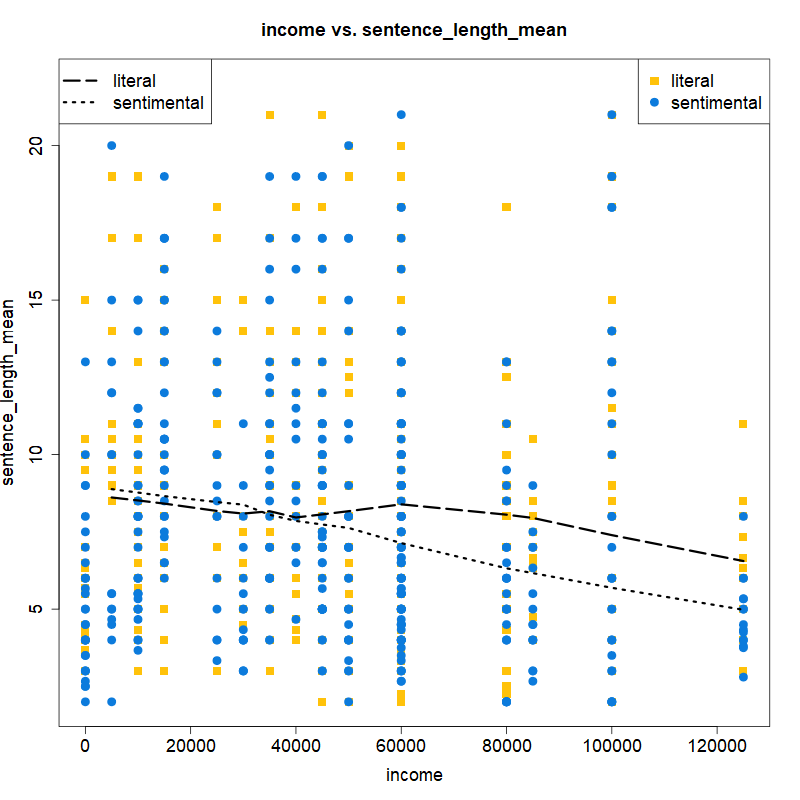 income vs. sentence_length_mean
literal
sentimental
literal
sentimental
sentence_length_mean
20
15
10
5
0 20000 40000 60000 80000 100000 120000
income